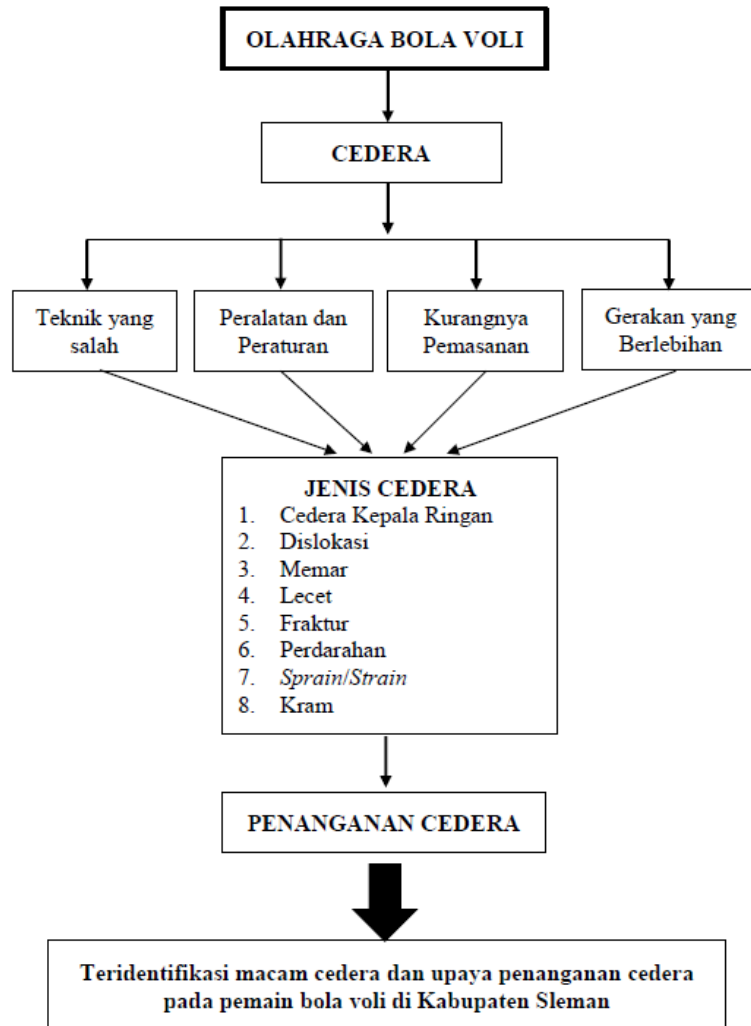 OLAHRAGA BOLA VOLI
CEDERA
Teknik yang
salah
Peralatan dan
Peraturan
Kurangnya
Pemasanan
Gerakan yang
Berlebihan
JENIS CEDERA
1. Cedera Kepala Ringan
2. Dislokasi
3. Memar
4. Lecet
5. Fraktur
6. Perdarahan
7. Sprain/Strain
8. Kram
PENANGANAN CEDERA
Teridentifikasi macam cedera dan upaya penanganan cedera
pada pemain bola voli di Kabupaten Sleman